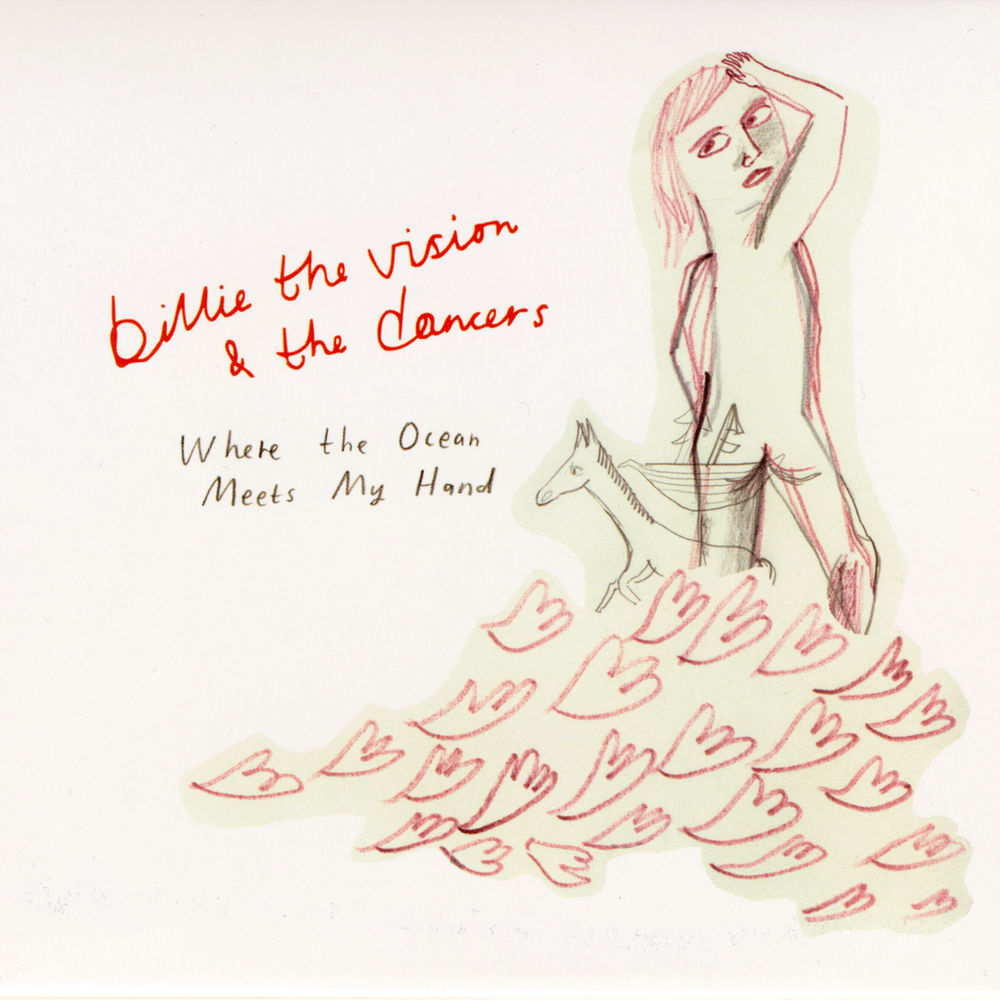 billie the vision
& the dancers
Where the Ocean
Meets My Hand